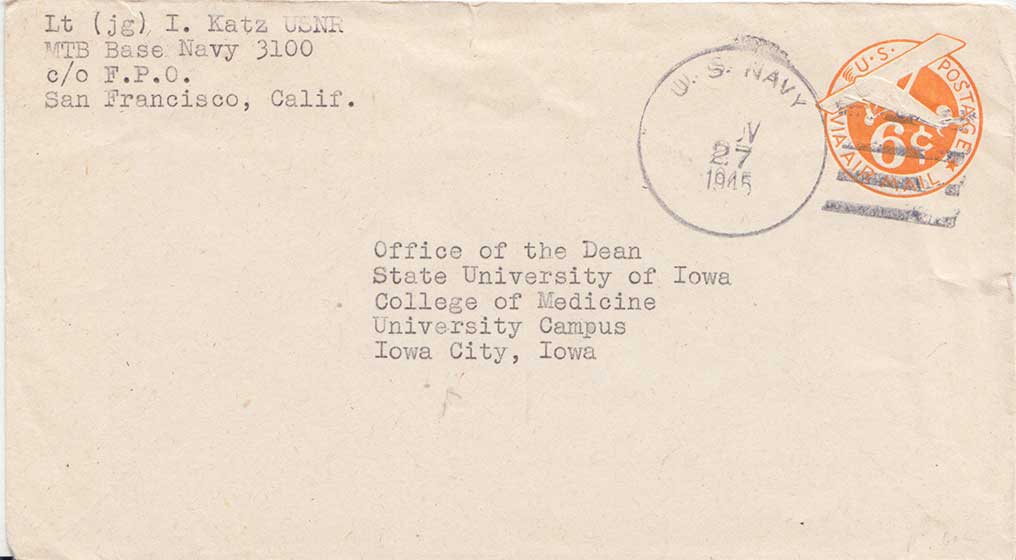 Lt (jg) I. Katz USNR
MTB Base Navy 3100
c/o F.P.O.
San Francisco, Calif.
U. S. NAVY
27
1945
U.S. POSTAGE
6¢
VIA AIR MAIL
Office of the Dean
State University of Iowa
College of Medicine
University Campus
Iowa City, Iowa